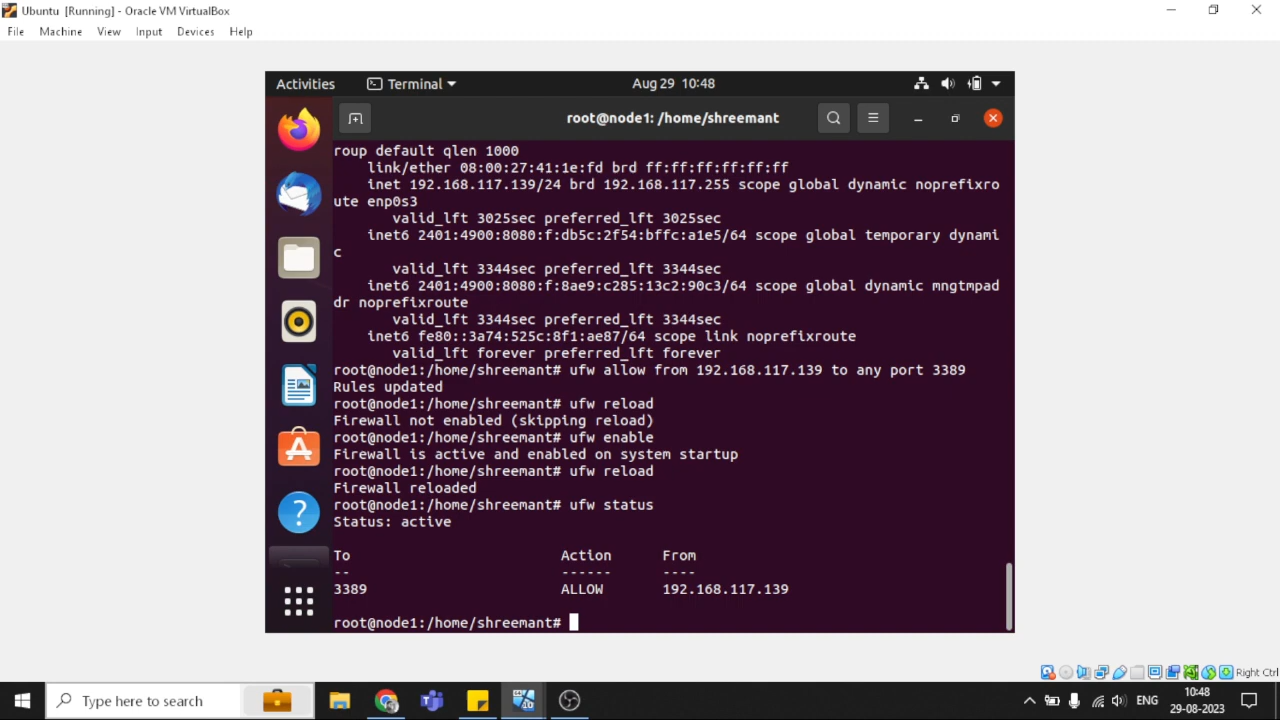 Ubuntu [Running] - Oracle VM VirtualBox
File Machine View Input Devices Help
Activities Terminal Aug 29 10:48
root@node1: /home/shreemant
roup default qlen 1000
link/ether 08:00:27:41:1e:fd brd ff:ff:ff:ff:ff:ff
inet 192.168.117.139/24 brd 192.168.117.255 scope global dynamic noprefixro
ute enp0s3
valid_lft 3025sec preferred_lft 3025sec
inet6 2401:4900:8080:f:db5c:2f54:bffc:a1e5/64 scope global temporary dynami
c
valid_lft 3344sec preferred_lft 3344sec
inet6 2401:4900:8080:f:8ae9:c285:13c2:90c3/64 scope global dynamic mngtmpad
dr noprefixroute
valid_lft 3344sec preferred_lft 3344sec
inet6 fe80::3a74:525c:8f1:ae87/64 scope link noprefixroute
valid_lft forever preferred_lft forever
root@node1:/home/shreemant# ufw allow from 192.168.117.139 to any port 3389
Rules updated
root@node1:/home/shreemant# ufw reload
Firewall not enabled (skipping reload)
root@node1:/home/shreemant# ufw enable
Firewall is active and enabled on system startup
root@node1:/home/shreemant# ufw reload
Firewall reloaded
root@node1:/home/shreemant# ufw status
Status: active
To Action From
-- ------ ----
3389 ALLOW 192.168.117.139
root@node1:/home/shreemant#
Right Ctrl
Type here to search
ENG
10:48
29-08-2023